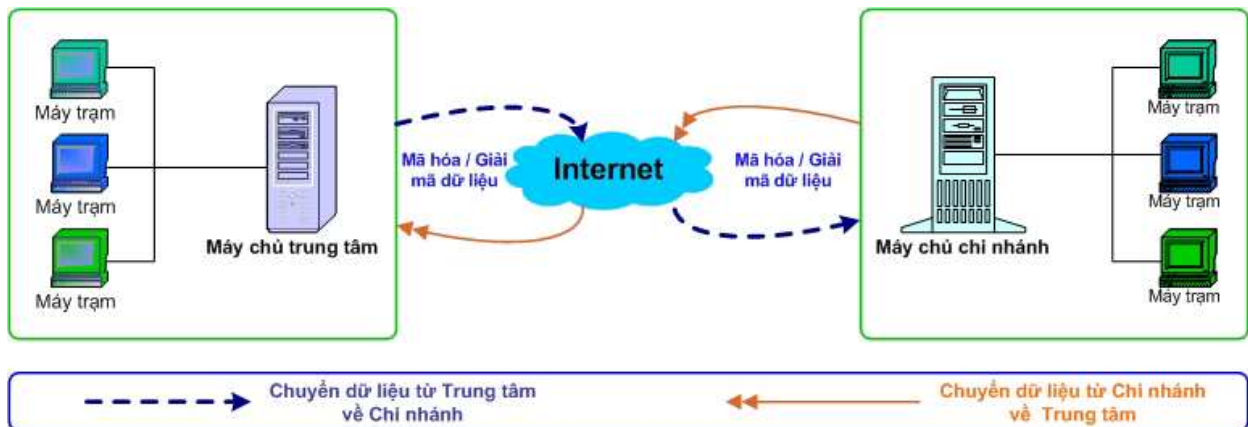 Máy trạm
Máy trạm
Máy trạm
Máy chủ trung tâm
Mã hóa / Giải
mã dữ liệu
Internet
Mã hóa / Giải
mã dữ liệu
Máy chủ chi nhánh
Máy trạm
Máy trạm
Máy trạm
Chuyển dữ liệu từ Trung tâm
về Chi nhánh
Chuyển dữ liệu từ Chi nhánh
về Trung tâm